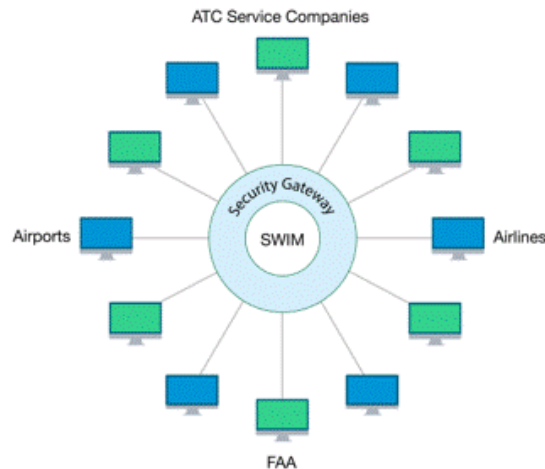 ATC Service Companies
Security Gateway
Airports
SWIM
Airlines
FAA